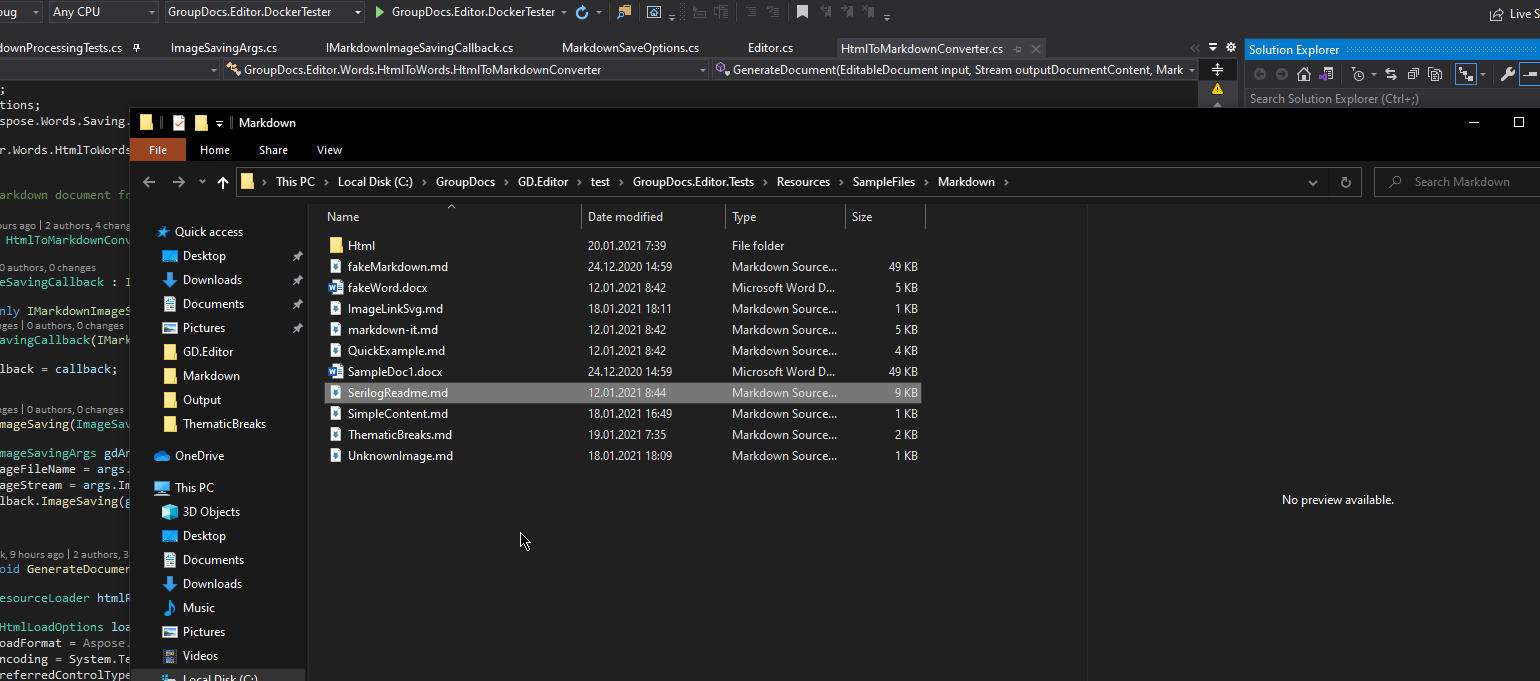 bug Any CPU GroupDocs.Editor.DockerTester GroupDocs.Editor.DockerTester Live S
downProcessingTests.cs ImageSavingArgs.cs IMarkdownImageSavingCallback.cs MarkdownSaveOptions.cs Editor.cs HtmlToMarkdownConverter.cs Solution Explorer
GroupDocs.Editor.Words.HtmlToWords.HtmlToMarkdownConverter GenerateDocument(EditableDocument input, Stream outputDocumentContent, Mark
;
Search Solution Explorer (Ctrl+;)
tions;
spose.Words.Saving.
Markdown
r.Words.HtmlToWords
File Home Share View
This PC › Local Disk (C:) › GroupDocs › GD.Editor › test › GroupDocs.Editor.Tests › Resources › SampleFiles › Markdown ›
Search Markdown
arkdown document fr
ours ago | 2 authors, 4 chang
HtmlToMarkdownConv
0 authors, 0 changes
eSavingCallback : I
nly IMarkdownImageS
nges | 0 authors, 0 changes
SavingCallback(IMark
llback = callback;
nges | 0 authors, 0 changes
mageSaving(ImageSav
mageSavingArgs gdAr
ageFileName = args.
ageStream = args.Im
lback.ImageSaving(g
k, 9 hours ago | 2 authors, 3
oid GenerateDocumen
esourceLoader htmlR
HtmlLoadOptions loa
oadFormat = Aspose.
ncoding = System.Te
referredControlType
Quick access
Desktop
Downloads
Documents
Pictures
GD.Editor
Markdown
Output
ThematicBreaks
OneDrive
This PC
3D Objects
Desktop
Documents
Downloads
Music
Pictures
Videos
Local Disk (C:)
Name Date modified Type Size
Html 20.01.2021 7:39 File folder
fakeMarkdown.md 24.12.2020 14:59 Markdown Source... 49 KB
fakeWord.docx 12.01.2021 8:42 Microsoft Word D... 5 KB
ImageLinkSvg.md 18.01.2021 18:11 Markdown Source... 1 KB
markdown-it.md 12.01.2021 8:42 Markdown Source... 5 KB
QuickExample.md 12.01.2021 8:42 Markdown Source... 4 KB
SampleDoc1.docx 24.12.2020 14:59 Microsoft Word D... 49 KB
SerilogReadme.md 12.01.2021 8:44 Markdown Source... 9 KB
SimpleContent.md 18.01.2021 16:49 Markdown Source... 1 KB
ThematicBreaks.md 19.01.2021 7:35 Markdown Source... 2 KB
UnknownImage.md 18.01.2021 18:09 Markdown Source... 1 KB
No preview available.